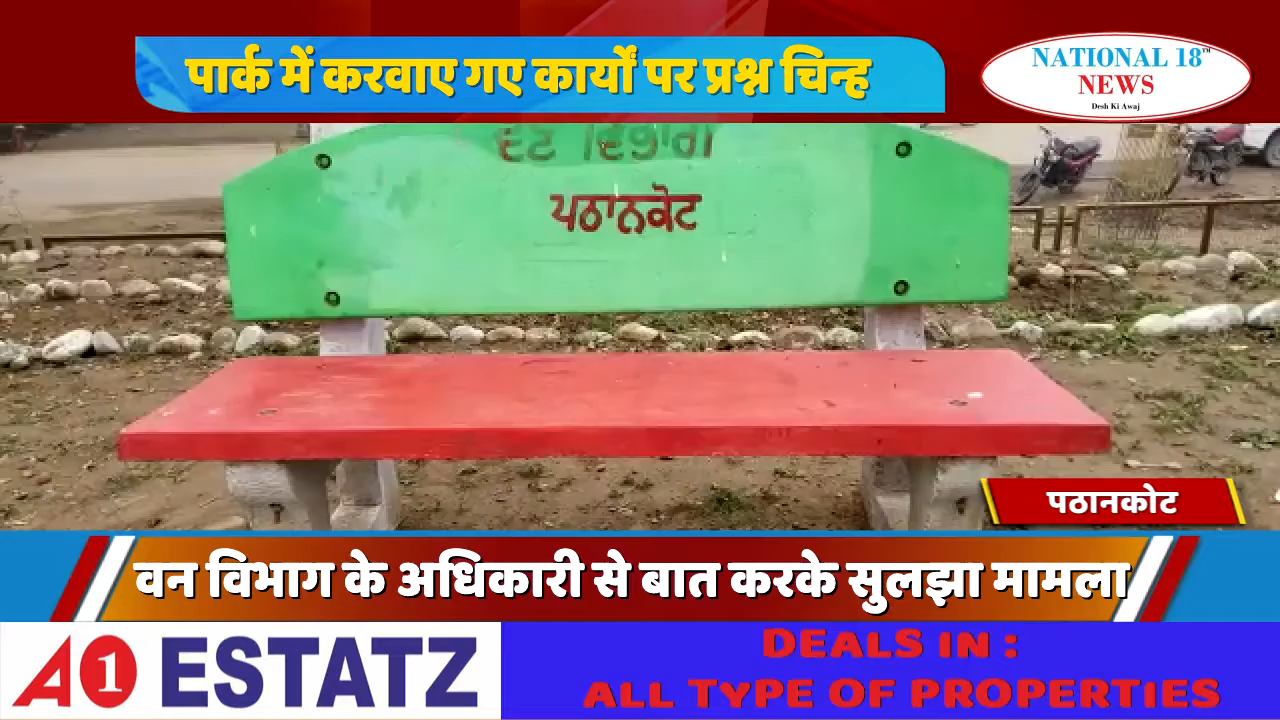 पार्क में करवाए गए कार्यों पर प्रश्न चिन्ह
NATIONAL 18™
NEWS
Desh Ki Awaj
ਵਣ ਵਿਭਾਗ
ਪਠਾਨਕੋਟ
पठानकोट
वन विभाग के अधिकारी से बात करके सुलझा मामला
A1 ESTATZ
DEALS IN :
ALL TYPE OF PROPERTIES